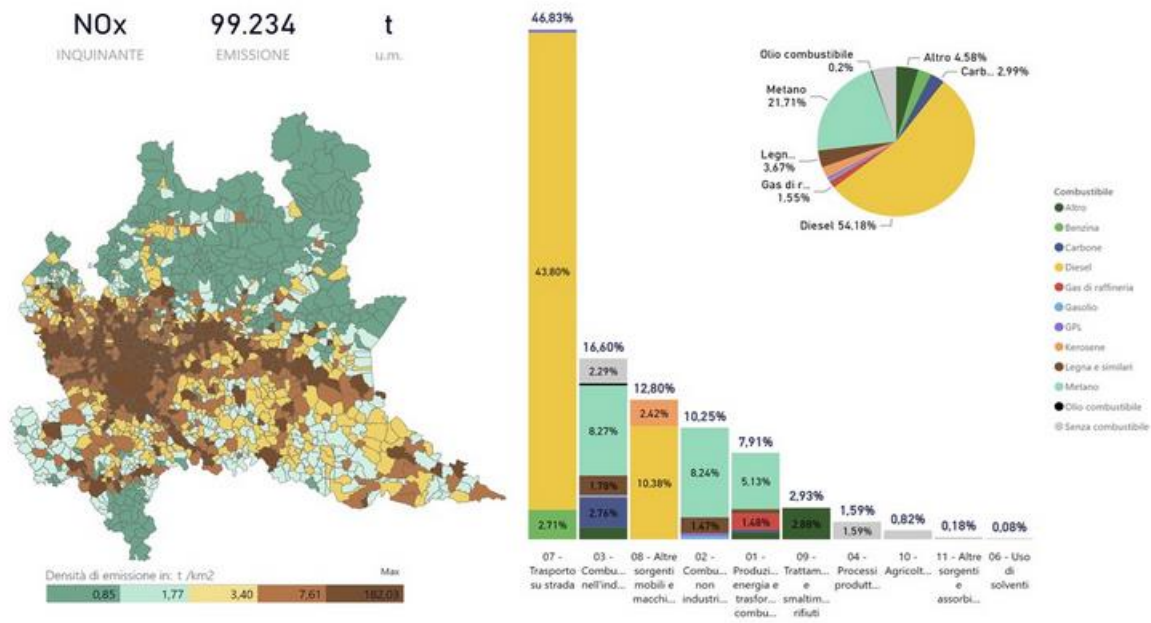 NOx
INQUINANTE
99.234
EMISSIONE
t
u.m.
Densità di emissione in: t /km2
Max
0,85
1,77
3,40
7,61
182,03
46,83%
43,80%
2,71%
16,60%
2,29%
8,27%
1,78%
2,76%
12,80%
2,42%
10,38%
10,25%
8,24%
1,47%
7,91%
5,13%
1,48%
2,93%
2,88%
1,59%
1,59%
0,82%
0,18%
0,08%
07 -
Trasporto
su strada
03 -
Combu...
nell'ind...
08 - Altre
sorgenti
mobili e
macchi...
02 -
Combu...
non
industri...
01 -
Produzi...
energia e
trasfor...
combu...
09 -
Trattam...
e
smaltim...
rifiuti
04 -
Processi
produtt...
10 -
Agricolt...
11 - Altre
sorgenti
e
assorbi...
06 - Uso
di
solventi
Olio combustibile
0.2%
Altro 4.58%
Carb... 2.99%
Metano
21,71%
Legn...
3,67%
Gas di r...
1.55%
Diesel 54.18%
Combustibile
Altro
Benzina
Carbone
Diesel
Gas di raffineria
Gasolio
GPL
Kerosene
Legna e similari
Metano
Olio combustibile
Senza combustibile